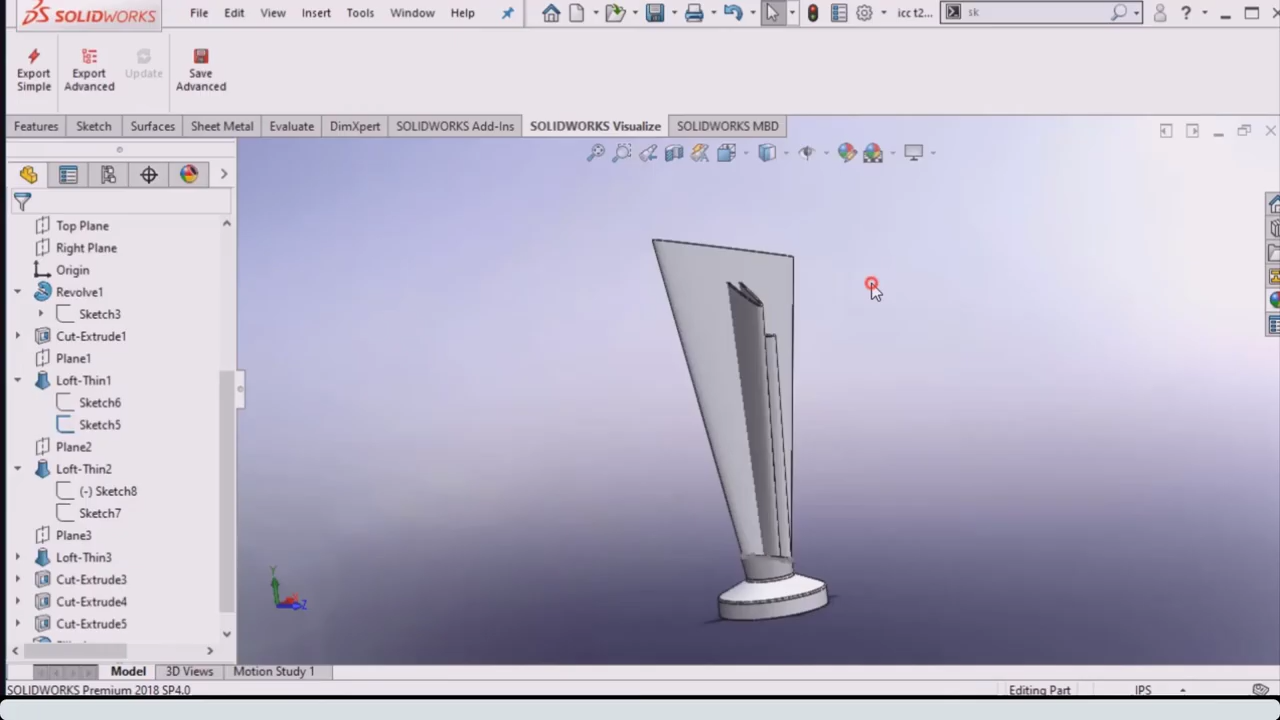 SOLIDWORKS
File Edit View Insert Tools Window Help
icc t2...
sk
Export Simple
Export Advanced
Update
Save Advanced
Features Sketch Surfaces Sheet Metal Evaluate DimXpert SOLIDWORKS Add-Ins SOLIDWORKS Visualize SOLIDWORKS MBD
Top Plane
Right Plane
Origin
Revolve1
Sketch3
Cut-Extrude1
Plane1
Loft-Thin1
Sketch6
Sketch5
Plane2
Loft-Thin2
(-) Sketch8
Sketch7
Plane3
Loft-Thin3
Cut-Extrude3
Cut-Extrude4
Cut-Extrude5
Y
Z
Model 3D Views Motion Study 1
SOLIDWORKS Premium 2018 SP4.0
Editing Part
IPS